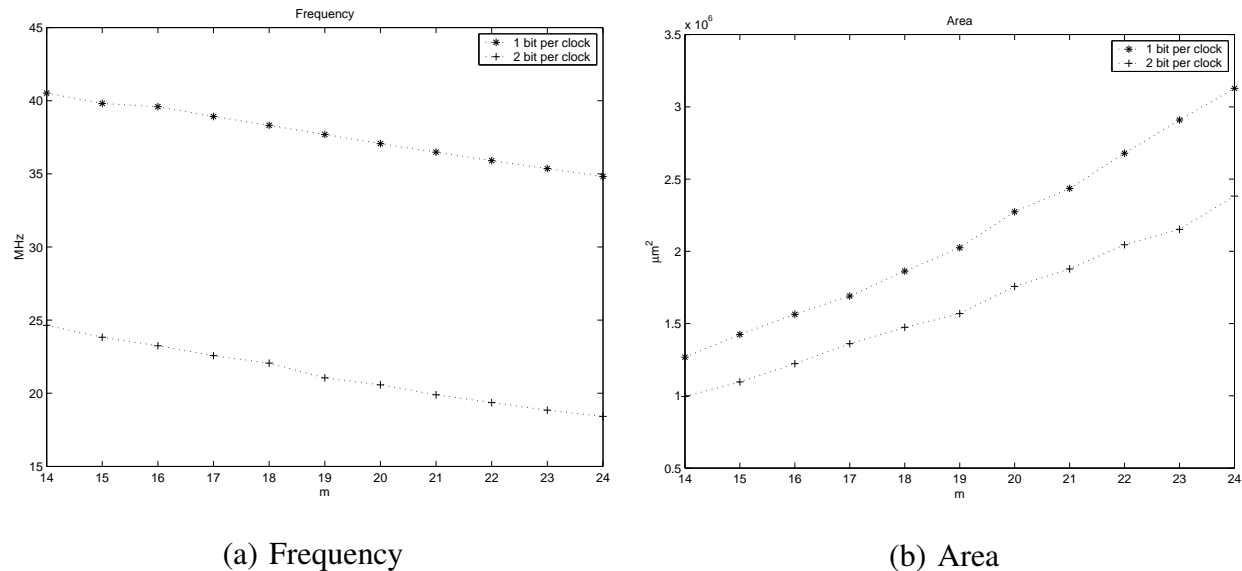 Frequency
45
40
35
30
25
20
15
MHz
14 15 16 17 18 19 20 21 22 23 24
m
1 bit per clock
2 bit per clock
(a) Frequency
Area
x 10^6
3.5
3
2.5
2
1.5
1
0.5
μm²
14 15 16 17 18 19 20 21 22 23 24
m
1 bit per clock
2 bit per clock
(b) Area